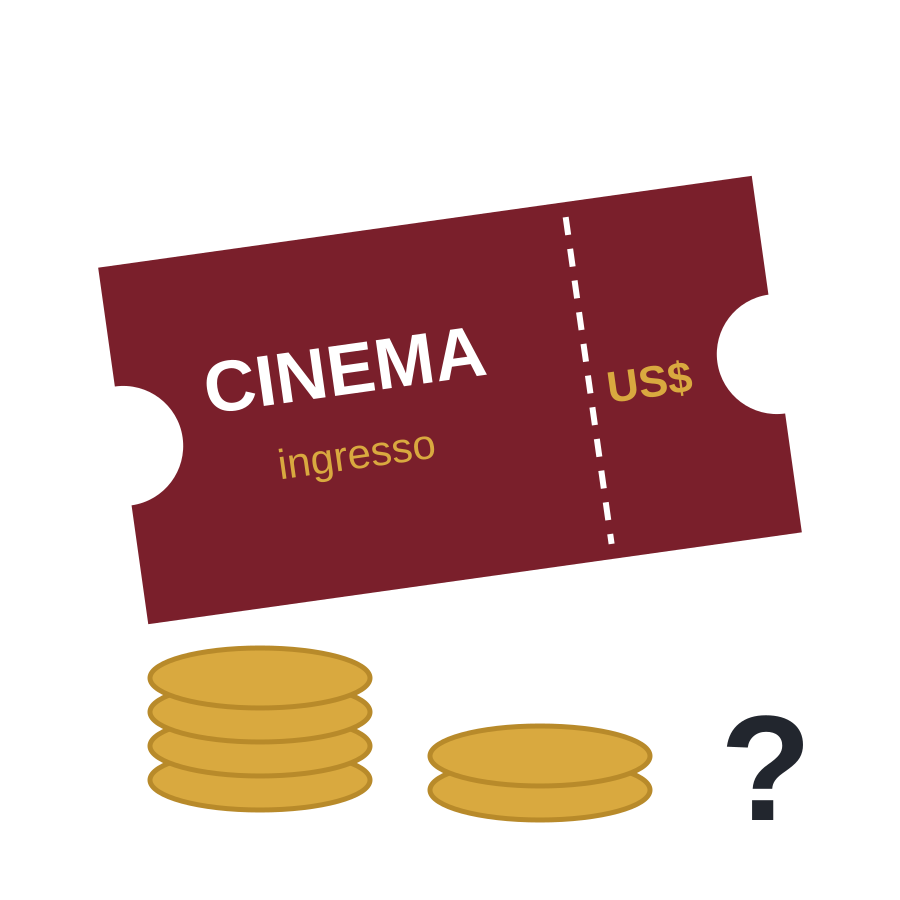 CINEMA
ingresso
US$
?